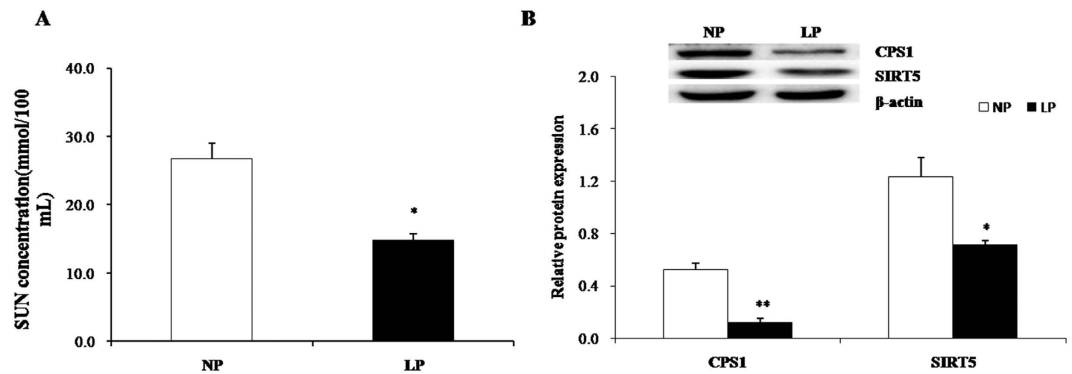 A
SUN concentration(mmol/100
mL)
40.0
30.0
20.0
10.0
0.0
*
NP
LP
B
NP LP
CPS1
SIRT5
β-actin
NP LP
Relative protein expression
2.0
1.6
1.2
0.8
0.4
0.0
**
*
CPS1
SIRT5